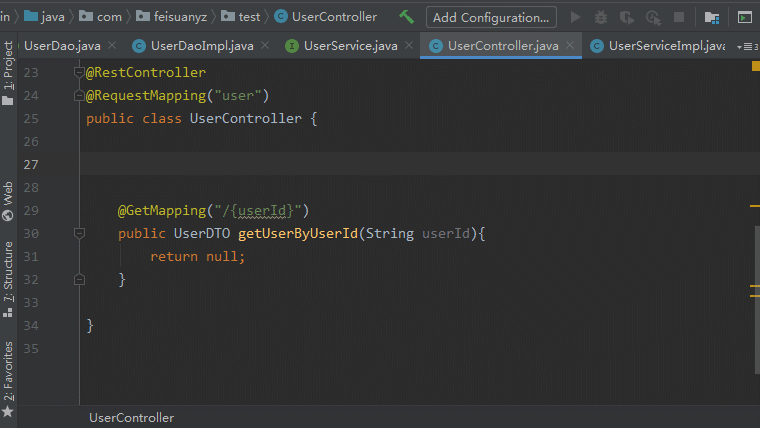 in java com feisuanyz test UserController Add Configuration...
UserDao.java UserDaoImpl.java UserService.java UserController.java UserServiceImpl.java 3
1: Project
Web
7: Structure
2: Favorites
23 @RestController
24 @RequestMapping("user")
25 public class UserController {
26
27
28
29 @GetMapping("/{userId}")
30 public UserDTO getUserByUserId(String userId){
31 return null;
32 }
33
34 }
35
UserController